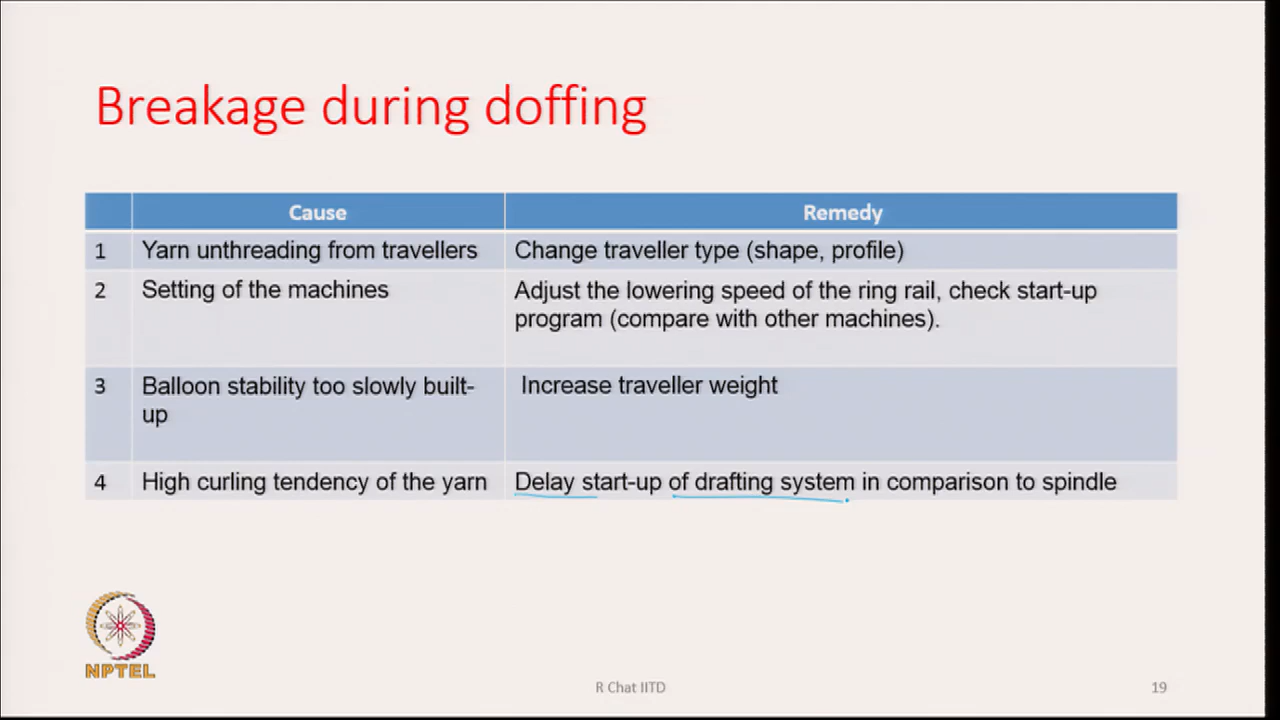 Breakage during doffing
Cause Remedy
1 Yarn unthreading from travellers Change traveller type (shape, profile)
2 Setting of the machines Adjust the lowering speed of the ring rail, check start-up
program (compare with other machines).
3 Balloon stability too slowly built-
up
Increase traveller weight
4 High curling tendency of the yarn Delay start-up of drafting system in comparison to spindle
NPTEL
R Chat IITD
19